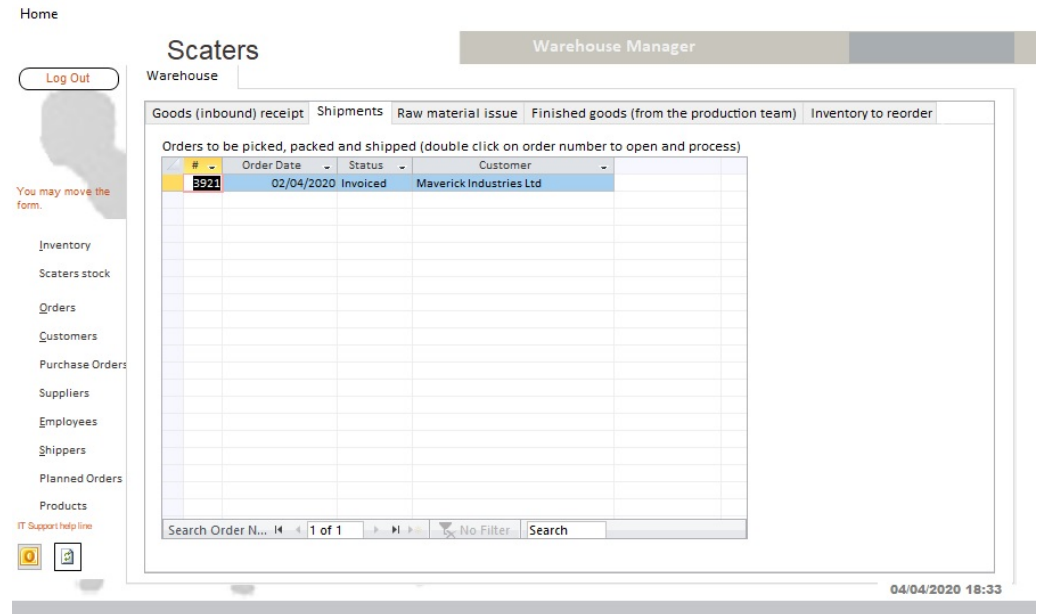 Home
Scaters
Warehouse Manager
Log Out
Warehouse
Goods (inbound) receipt Shipments Raw material issue Finished goods (from the production team) Inventory to reorder
Orders to be picked, packed and shipped (double click on order number to open and process)
# Order Date Status Customer
3921 02/04/2020 Invoiced Maverick Industries Ltd
You may move the
form.
Inventory
Scaters stock
Orders
Customers
Purchase Orders
Suppliers
Employees
Shippers
Planned Orders
Products
IT Support help line
Search Order N... 1 of 1 No Filter Search
04/04/2020 18:33